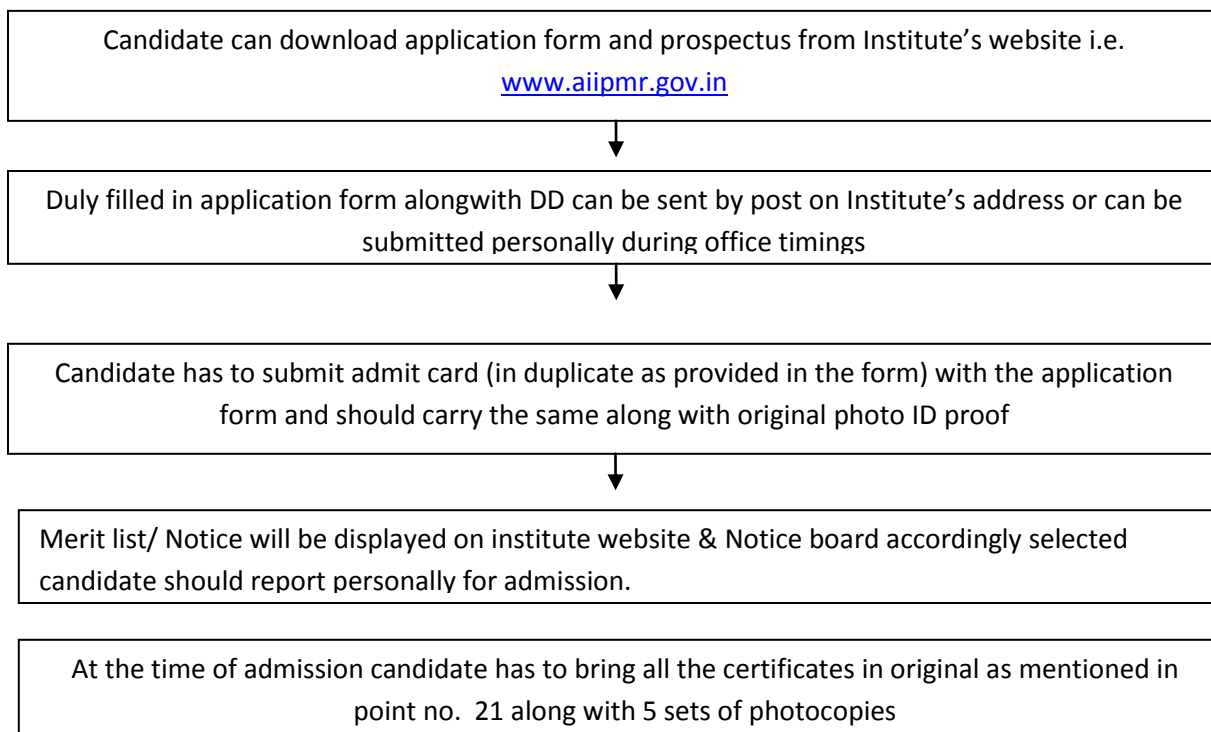 Candidate can download application form and prospectus from Institute’s website i.e.
www.aiipmr.gov.in
Duly filled in application form alongwith DD can be sent by post on Institute’s address or can be
submitted personally during office timings
Candidate has to submit admit card (in duplicate as provided in the form) with the application
form and should carry the same along with original photo ID proof
Merit list/ Notice will be displayed on institute website & Notice board accordingly selected
candidate should report personally for admission.
At the time of admission candidate has to bring all the certificates in original as mentioned in
point no. 21 along with 5 sets of photocopies